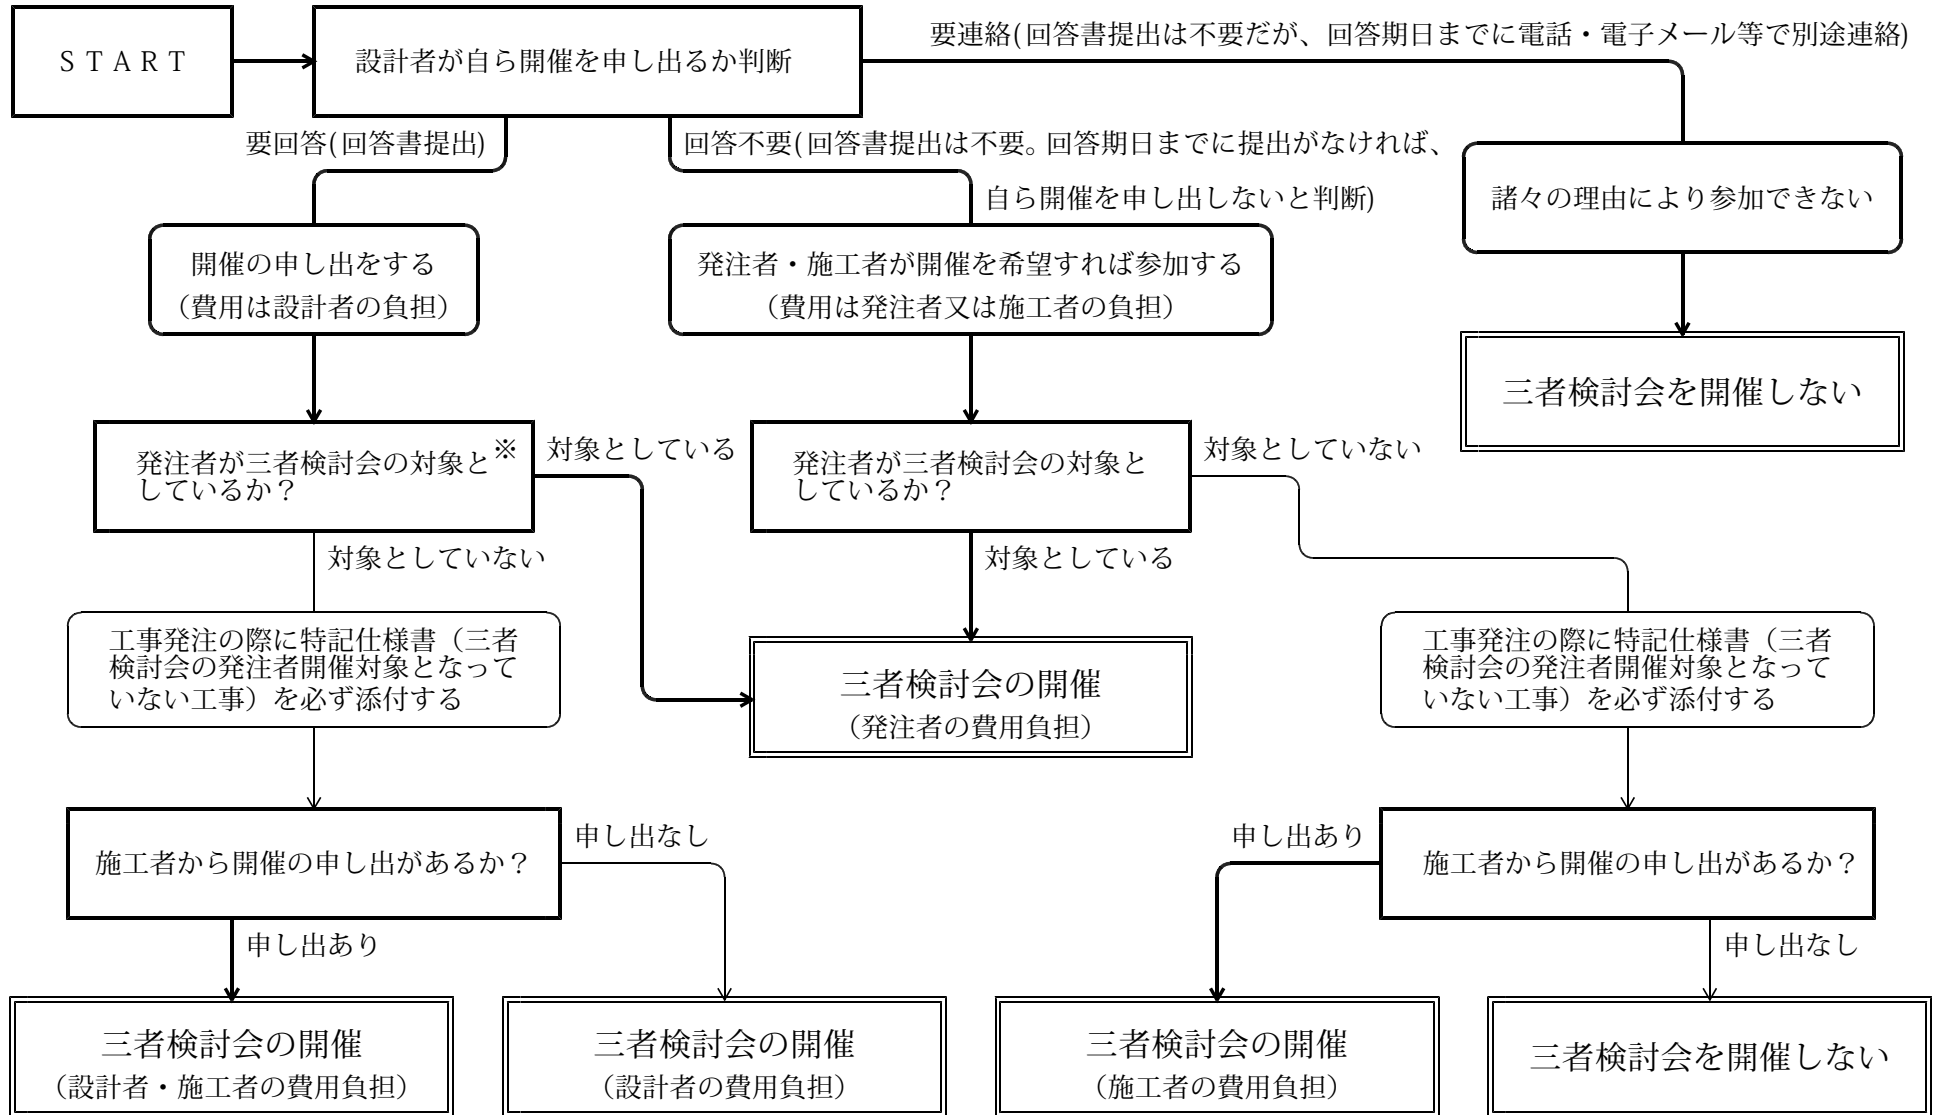 要連絡(回答書提出は不要だが、回答期日までに電話・電子メール等で別途連絡)
ＳＴＡＲＴ
設計者が自ら開催を申し出るか判断
要回答(回答書提出)
回答不要(回答書提出は不要。回答期日までに提出がなければ、
自ら開催を申し出しないと判断)
諸々の理由により参加できない
開催の申し出をする
（費用は設計者の負担）
発注者・施工者が開催を希望すれば参加する
（費用は発注者又は施工者の負担）
三者検討会を開催しない
発注者が三者検討会の対象と※
しているか？
対象としている
発注者が三者検討会の対象と
しているか？
対象としていない
対象としていない
対象としている
工事発注の際に特記仕様書（三者
検討会の発注者開催対象となって
いない工事）を必ず添付する
三者検討会の開催
（発注者の費用負担）
工事発注の際に特記仕様書（三者
検討会の発注者開催対象となって
いない工事）を必ず添付する
施工者から開催の申し出があるか？
申し出なし
申し出あり
施工者から開催の申し出があるか？
申し出あり
申し出なし
三者検討会の開催
（設計者・施工者の費用負担）
三者検討会の開催
（設計者の費用負担）
三者検討会の開催
（施工者の費用負担）
三者検討会を開催しない